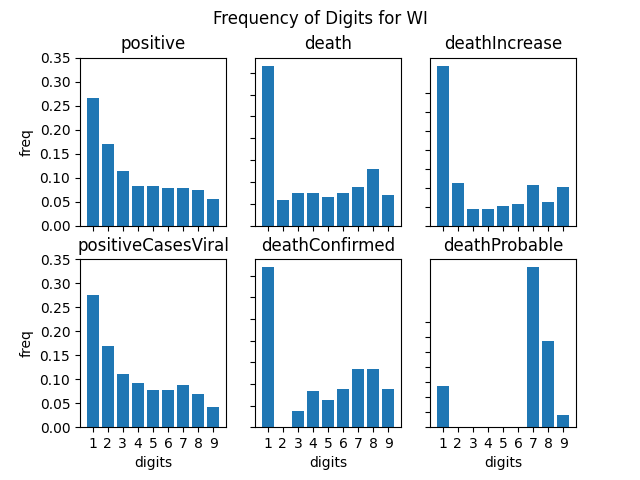 Frequency of Digits for WI
positive
death
deathIncrease
0.35
0.30
0.25
0.20
0.15
0.10
0.05
0.00
freq
positiveCasesViral
deathConfirmed
deathProbable
0.35
0.30
0.25
0.20
0.15
0.10
0.05
0.00
freq
1 2 3 4 5 6 7 8 9
1 2 3 4 5 6 7 8 9
1 2 3 4 5 6 7 8 9
digits
digits
digits